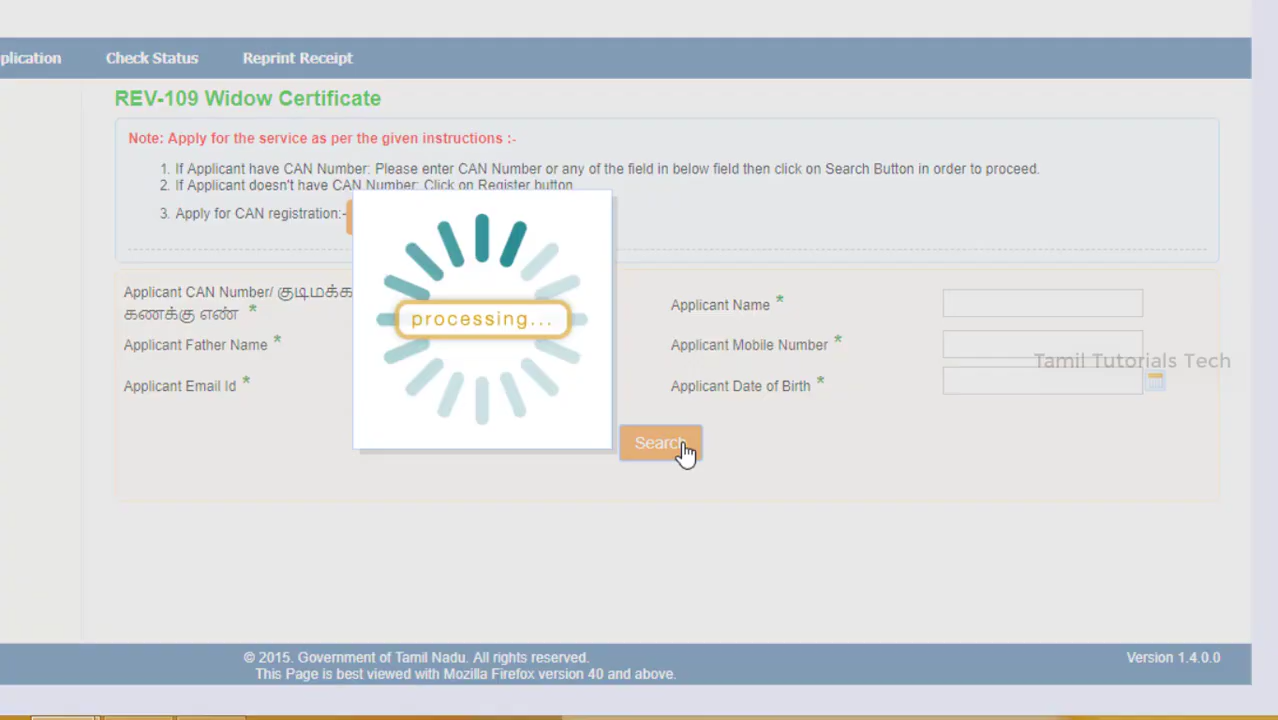 plication Check Status Reprint Receipt
REV-109 Widow Certificate
Note: Apply for the service as per the given instructions :-
1. If Applicant have CAN Number: Please enter CAN Number or any of the field in below field then click on Search Button in order to proceed.
2. If Applicant doesn't have CAN Number: Click on Register button
3. Apply for CAN registration:-
Applicant CAN Number/ குடிமக்க
கணக்கு எண் *
Applicant Name *
processing...
Applicant Father Name *
Applicant Mobile Number *
Tamil Tutorials Tech
Applicant Email Id *
Applicant Date of Birth *
Search
© 2015. Government of Tamil Nadu. All rights reserved.
Version 1.4.0.0
This Page is best viewed with Mozilla Firefox version 40 and above.